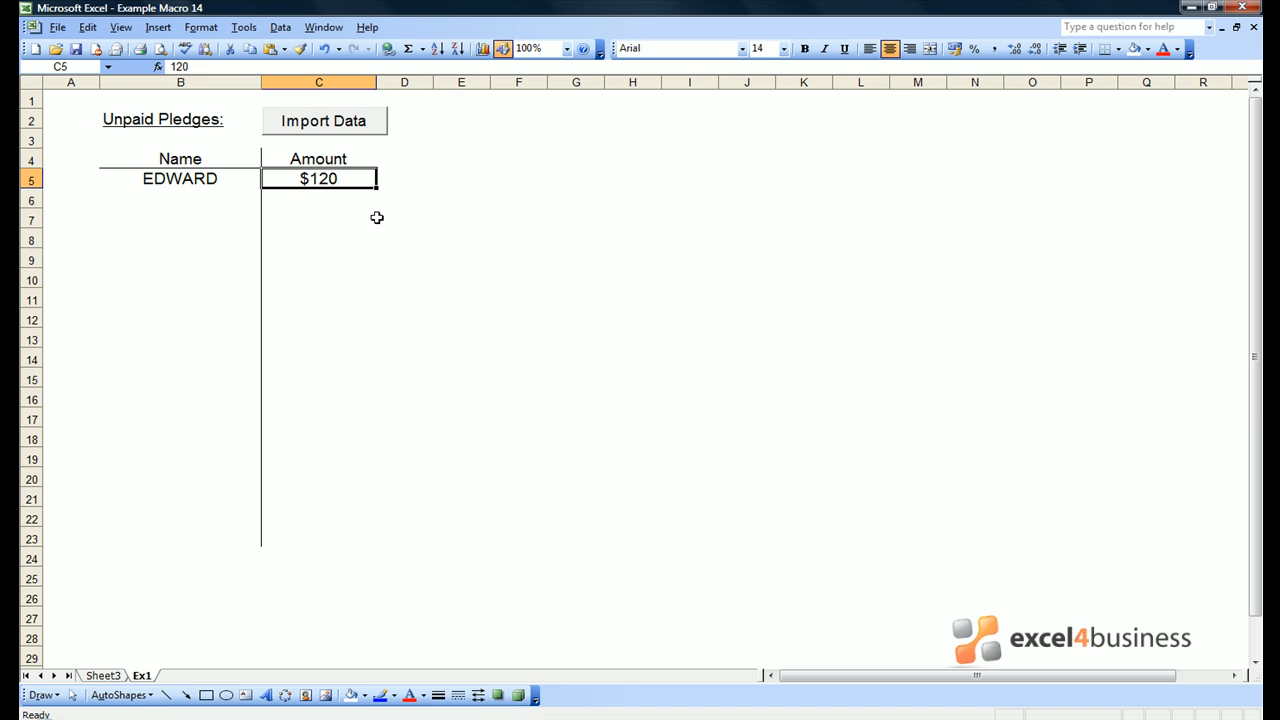 Microsoft Excel - Example Macro 14
File Edit View Insert Format Tools Data Window Help
Type a question for help
100%
Arial
14
B I U
C5
fx 120
A B C D E F G H I J K L M N O P Q R
1
2 Unpaid Pledges: Import Data
3
4 Name Amount
5 EDWARD $120
6
7
8
9
10
11
12
13
14
15
16
17
18
19
20
21
22
23
24
25
26
27
28
29
excel4business
Sheet3 Ex1
Draw AutoShapes
Ready